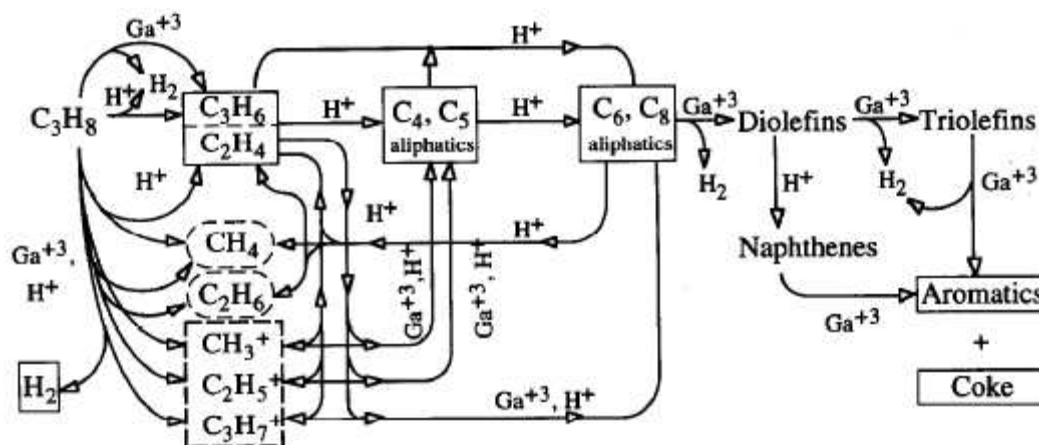 Ga+3
H+
H2
H+
C3H8
C3H6
C2H4
H+
H+
C4, C5
aliphatics
H+
C6, C8
aliphatics
Ga+3
H2
Diolefins
Ga+3
H2
Triolefins
H+
Ga+3
H+
H+
CH4
Naphthenes
Ga+3,
H+
C2H6
Ga+3, H+
Ga+3, H+
Ga+3
Aromatics
CH3+
+
H2
C2H5+
Coke
C3H7+
Ga+3, H+